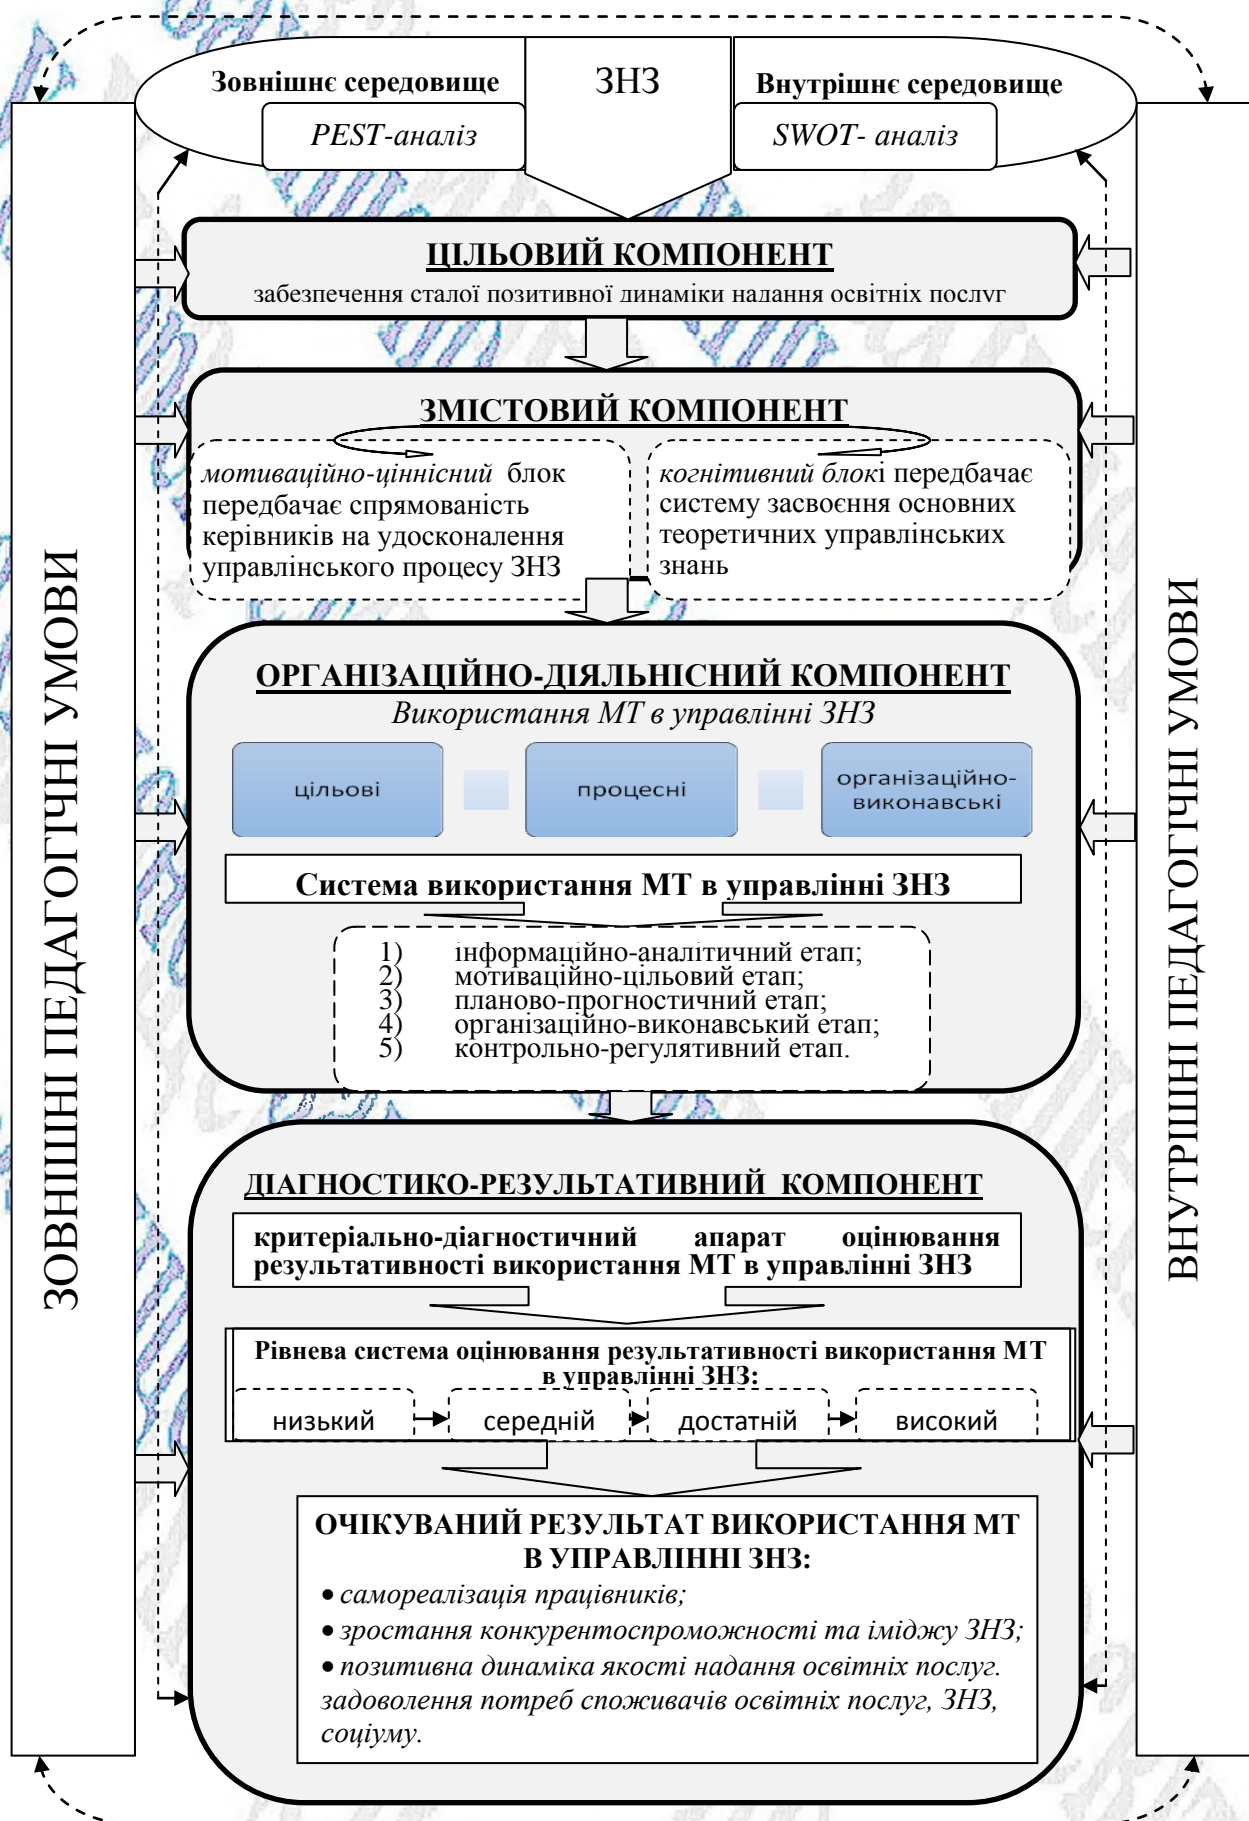 Зовнішнє середовище
PEST-аналіз
ЗНЗ
Внутрішнє середовище
SWOT- аналіз
ЗОВНІШНІ ПЕДАГОГІЧНІ УМОВИ
ЦІЛЬОВИЙ КОМПОНЕНТ
забезпечення сталої позитивної динаміки надання освітніх послуг
ЗМІСТОВИЙ КОМПОНЕНТ
мотиваційно-ціннісний блок
передбачає спрямованість
керівників на удосконалення
управлінського процесу ЗНЗ
когнітивний блокі передбачає
систему засвоєння основних
теоретичних управлінських
знань
ОРГАНІЗАЦІЙНО-ДІЯЛЬНІСНИЙ КОМПОНЕНТ
Використання МТ в управлінні ЗНЗ
цільові
процесні
організаційно-
виконавські
Система використання МТ в управлінні ЗНЗ
1) інформаційно-аналітичний етап;
2) мотиваційно-цільовий етап;
3) планово-прогностичний етап;
4) організаційно-виконавський етап;
5) контрольно-регулятивний етап.
ДІАГНОСТИКО-РЕЗУЛЬТАТИВНИЙ КОМПОНЕНТ
критеріально-діагностичний апарат оцінювання
результативності використання МТ в управлінні ЗНЗ
Рівнева система оцінювання результативності використання МТ
в управлінні ЗНЗ:
низький
середній
достатній
високий
ОЧІКУВАНИЙ РЕЗУЛЬТАТ ВИКОРИСТАННЯ МТ
В УПРАВЛІННІ ЗНЗ:
• самореалізація працівників;
• зростання конкурентоспроможності та іміджу ЗНЗ;
• позитивна динаміка якості надання освітніх послуг.
задоволення потреб споживачів освітніх послуг, ЗНЗ,
соціуму.
ВНУТРІШНІ ПЕДАГОГІЧНІ УМОВИ